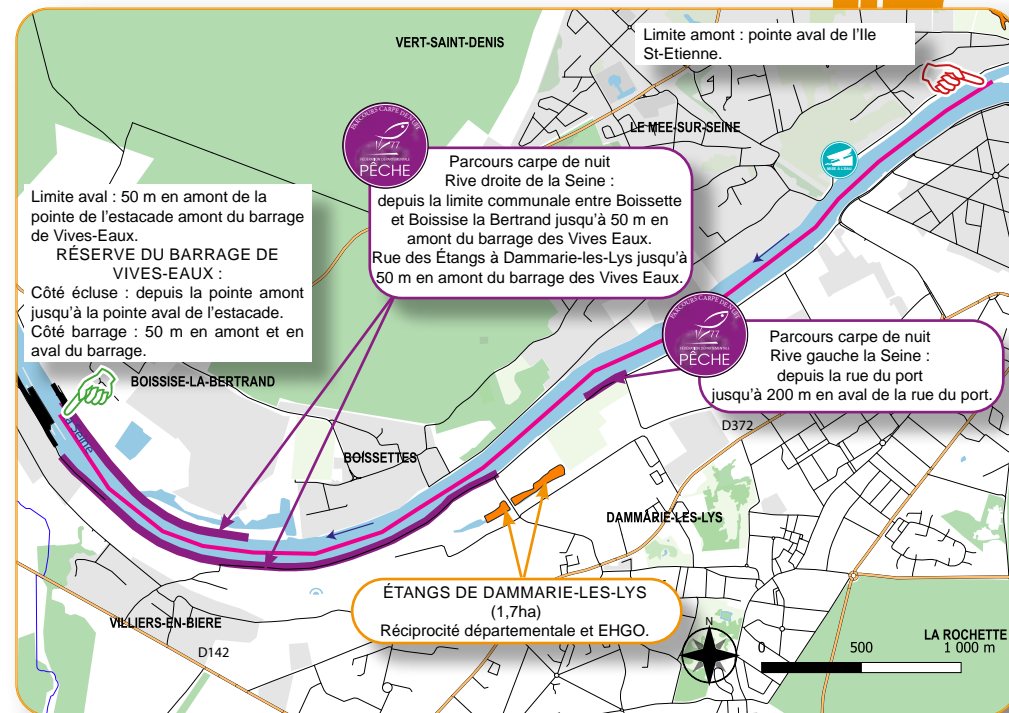 VERT-SAINT-DENIS
Limite amont : pointe aval de l'Ile
St-Etienne.
LE MEE-SUR-SEINE
MISE À L'EAU
PARCOURS CARPE DE NUIT
77
FÉDÉRATION DÉPARTEMENTALE
PÊCHE
Parcours carpe de nuit
Rive droite de la Seine :
depuis la limite communale entre Boissette
et Boissise la Bertrand jusqu'à 50 m en
amont du barrage des Vives Eaux.
Rue des Étangs à Dammarie-les-Lys jusqu'à
50 m en amont du barrage des Vives Eaux.
Limite aval : 50 m en amont de la
pointe de l'estacade amont du barrage
de Vives-Eaux.
RÉSERVE DU BARRAGE DE
VIVES-EAUX :
Côté écluse : depuis la pointe amont
jusqu'à la pointe aval de l'estacade.
Côté barrage : 50 m en amont et en
aval du barrage.
PARCOURS CARPE DE NUIT
77
FÉDÉRATION DÉPARTEMENTALE
PÊCHE
Parcours carpe de nuit
Rive gauche la Seine :
depuis la rue du port
jusqu'à 200 m en aval de la rue du port.
BOISSISE-LA-BERTRAND
la Seine
D372
BOISSETTES
DAMMARIE-LES-LYS
ÉTANGS DE DAMMARIE-LES-LYS
(1,7ha)
Réciprocité départementale et EHGO.
VILLIERS-EN-BIERE
D142
N
LA ROCHETTE
0 500 1 000 m